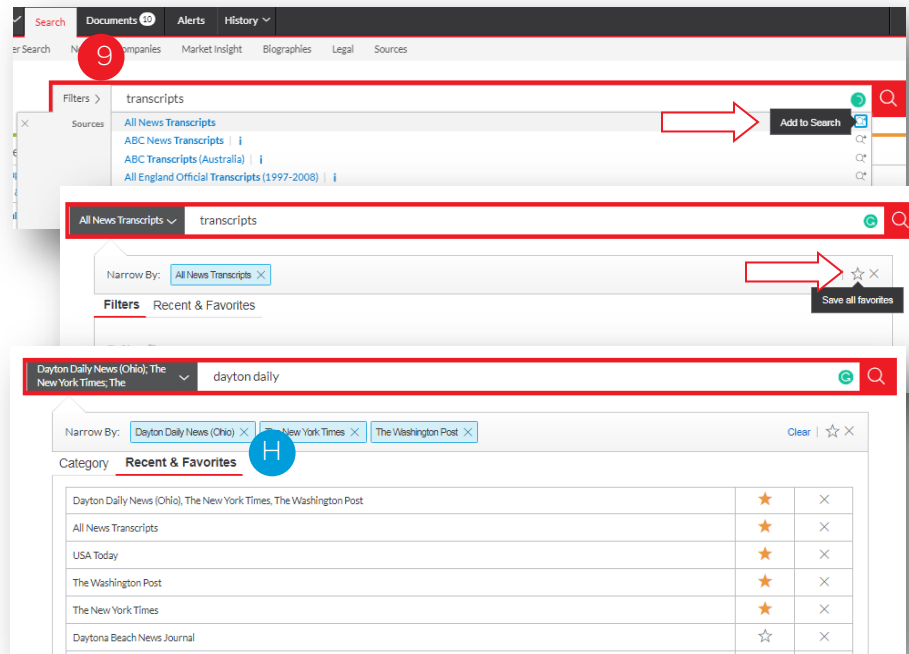 Search Documents 10 Alerts History
er Search Companies Market Insight Biographies Legal Sources
9
Filters > transcripts
Sources All News Transcripts Add to Search
ABC News Transcripts | i
ABC Transcripts (Australia) | i
All England Official Transcripts (1997-2008) | i
All News Transcripts transcripts
Narrow By: All News Transcripts
Save all favorites
Filters Recent & Favorites
Dayton Daily News (Ohio); The
New York Times; The
dayton daily
Narrow By: Dayton Daily News (Ohio) The New York Times The Washington Post Clear
H
Category Recent & Favorites
Dayton Daily News (Ohio), The New York Times, The Washington Post
All News Transcripts
USA Today
The Washington Post
The New York Times
Daytona Beach News Journal